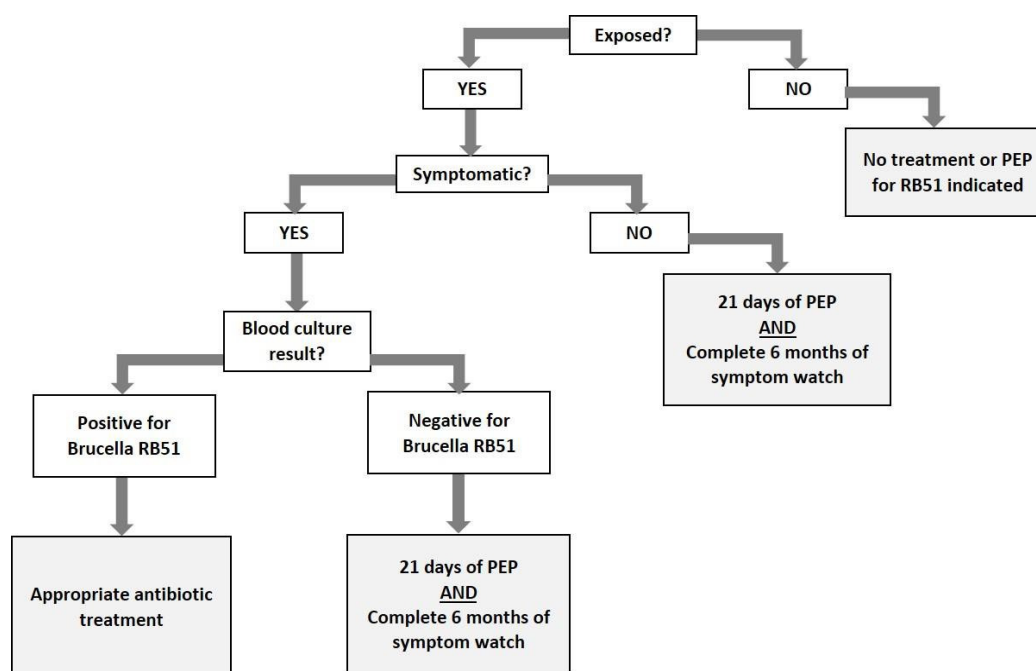 Exposed?
YES
NO
No treatment or PEP
for RB51 indicated
Symptomatic?
YES
NO
21 days of PEP
AND
Complete 6 months of
symptom watch
Blood culture
result?
Positive for
Brucella RB51
Negative for
Brucella RB51
Appropriate antibiotic
treatment
21 days of PEP
AND
Complete 6 months of
symptom watch